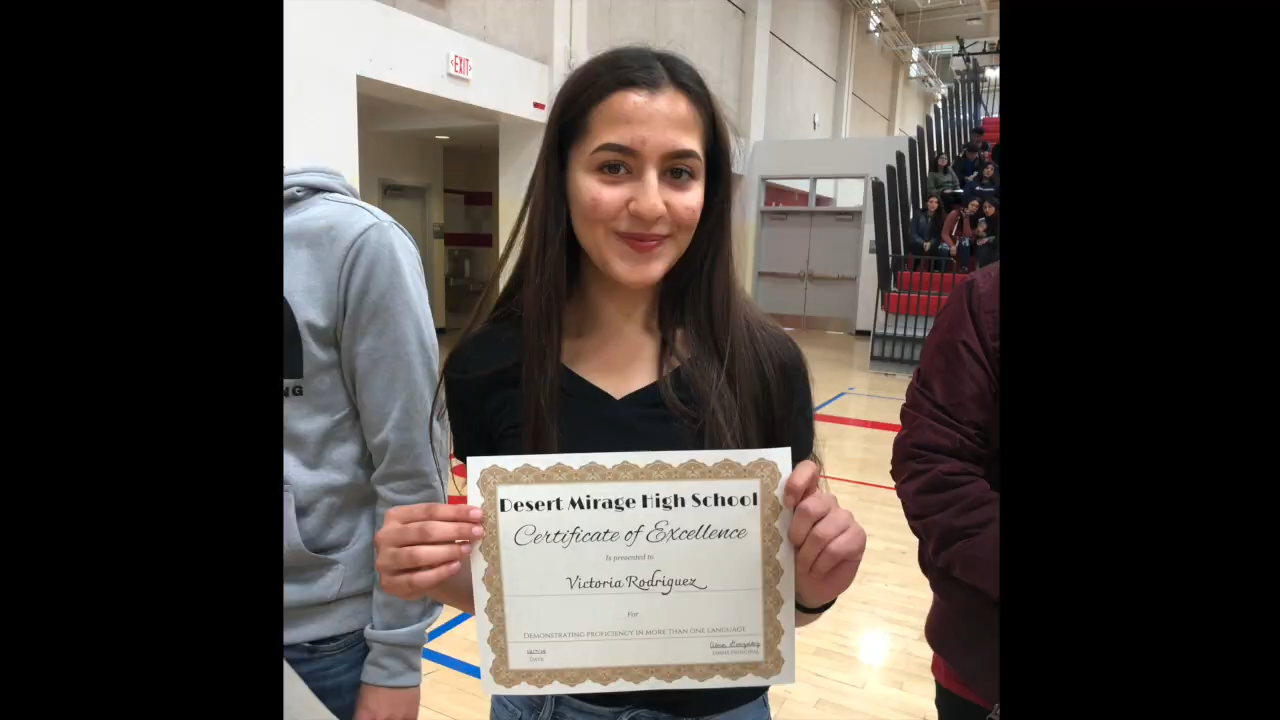 EXIT
NG
Desert Mirage High School
Certificate of Excellence
Is presented to
Victoria Rodriguez
For
Demonstrating proficiency in more than one language
Date